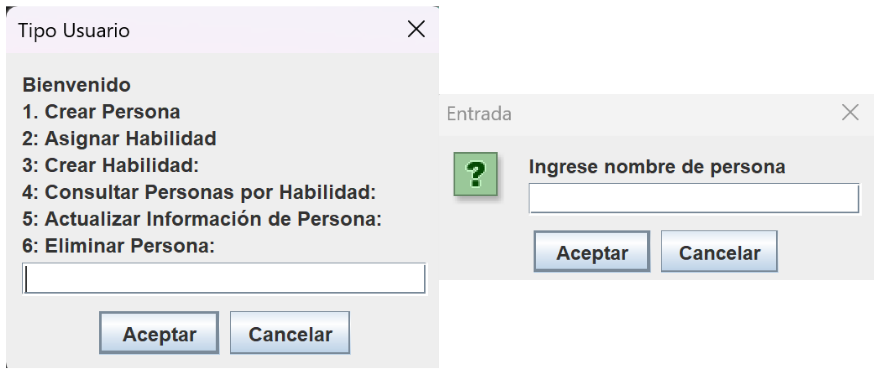 Tipo Usuario
Bienvenido
1. Crear Persona
2: Asignar Habilidad
3: Crear Habilidad:
4: Consultar Personas por Habilidad:
5: Actualizar Información de Persona:
6: Eliminar Persona:
Aceptar Cancelar
Entrada
?
Ingrese nombre de persona
Aceptar Cancelar